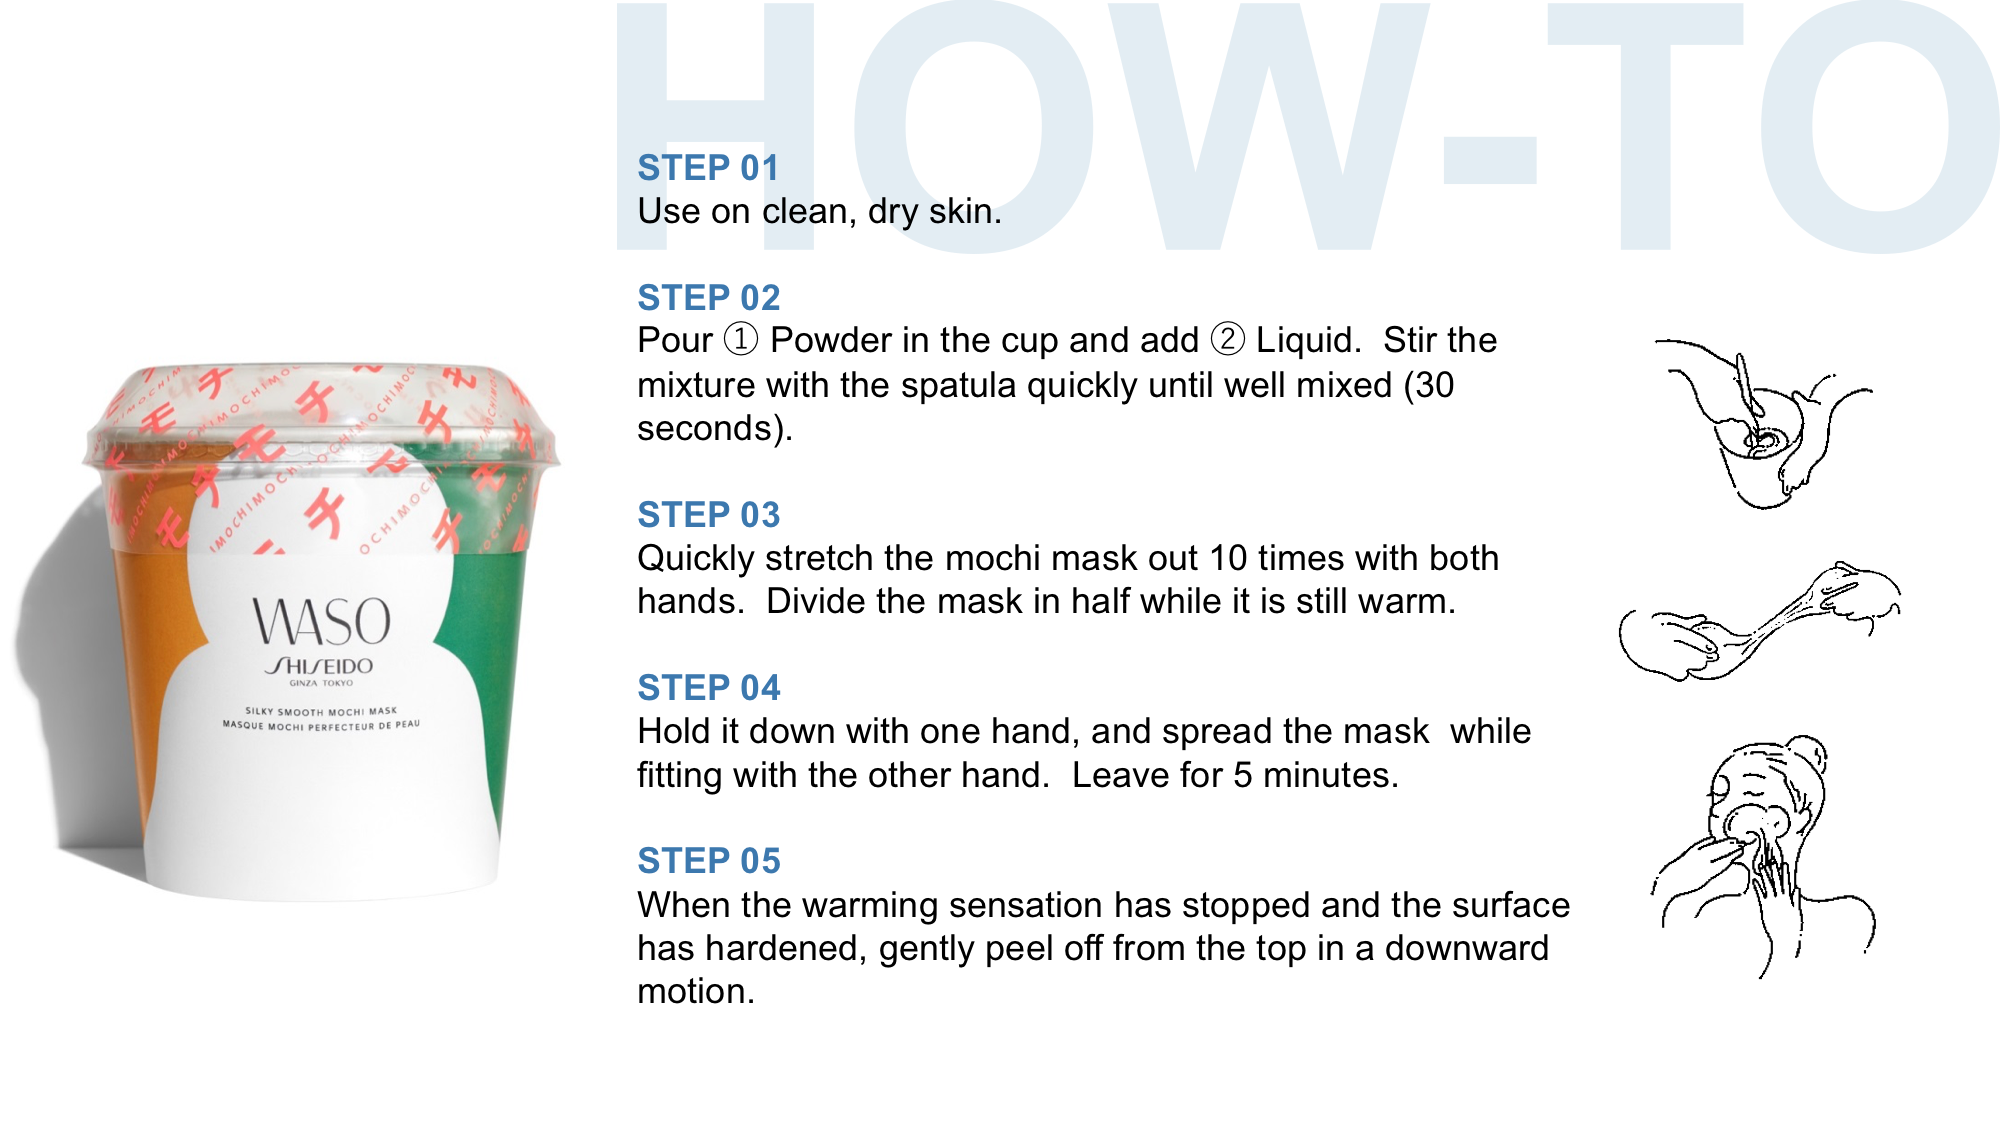 HOW-TO
STEP 01
Use on clean, dry skin.
STEP 02
Pour ① Powder in the cup and add ② Liquid.  Stir the
mixture with the spatula quickly until well mixed (30
seconds).
STEP 03
Quickly stretch the mochi mask out 10 times with both
hands.  Divide the mask in half while it is still warm.
STEP 04
Hold it down with one hand, and spread the mask  while
fitting with the other hand.  Leave for 5 minutes.
STEP 05
When the warming sensation has stopped and the surface
has hardened, gently peel off from the top in a downward
motion.
モチ
MOCHIMOCHI
WASO
SHISEIDO
GINZA TOKYO
SILKY SMOOTH MOCHI MASK
MASQUE MOCHI PERFECTEUR DE PEAU